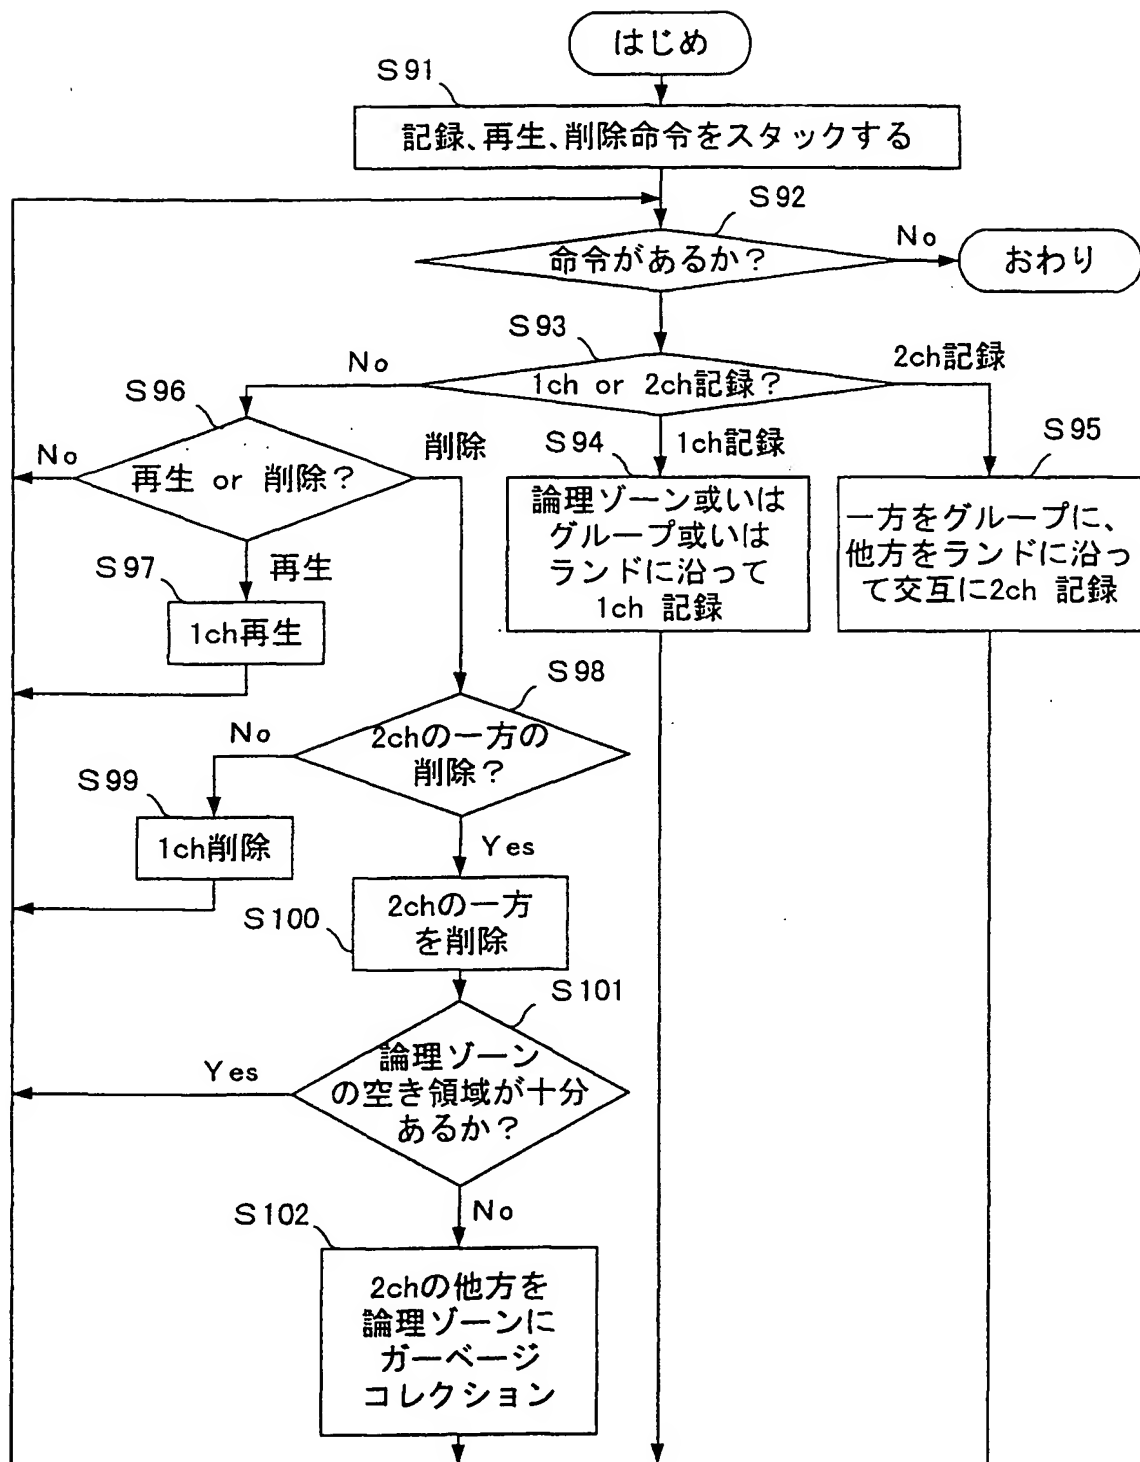 はじめ
S91
記録、再生、削除命令をスタックする
S92
命令があるか?
No
おわり
S93
No
1ch or 2ch記録?
2ch記録
S96
No
再生 or 削除?
削除
S94
1ch記録
S95
論理ゾーン或いは
グルーブ或いは
ランドに沿って
1ch 記録
一方をグルーブに、
他方をランドに沿っ
て交互に2ch 記録
S97
再生
1ch再生
S98
No
2chの一方の
削除?
S99
1ch削除
Yes
S100
2chの一方
を削除
S101
Yes
論理ゾーン
の空き領域が十分
あるか?
No
S102
2chの他方を
論理ゾーンに
ガーベージ
コレクション